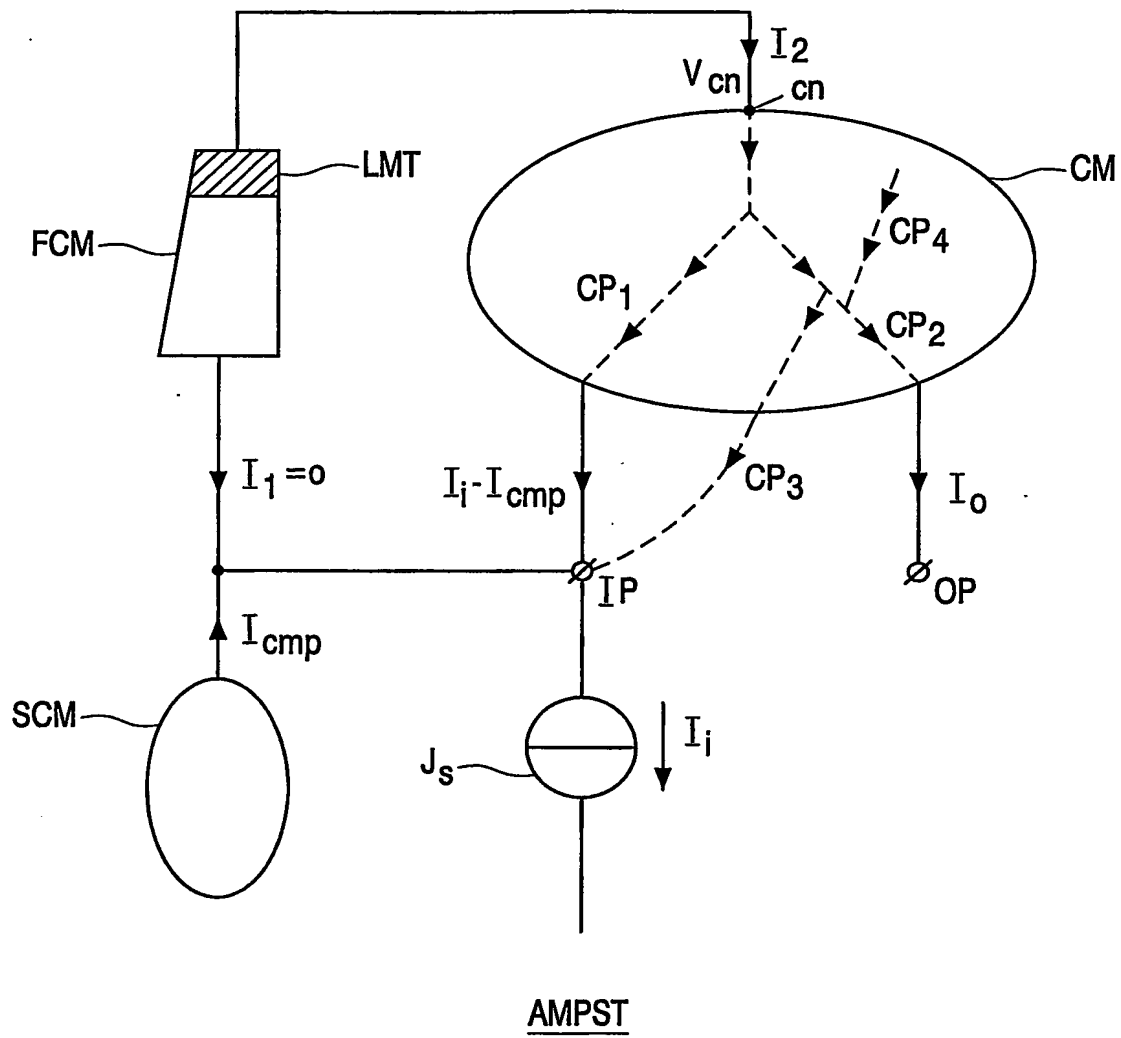 I2
Vcn
cn
LMT
CM
FCM
CP4
CP1
CP2
I1=o
Ii-Icmp
CP3
Io
IP
OP
Icmp
SCM
Js
Ii
AMPST